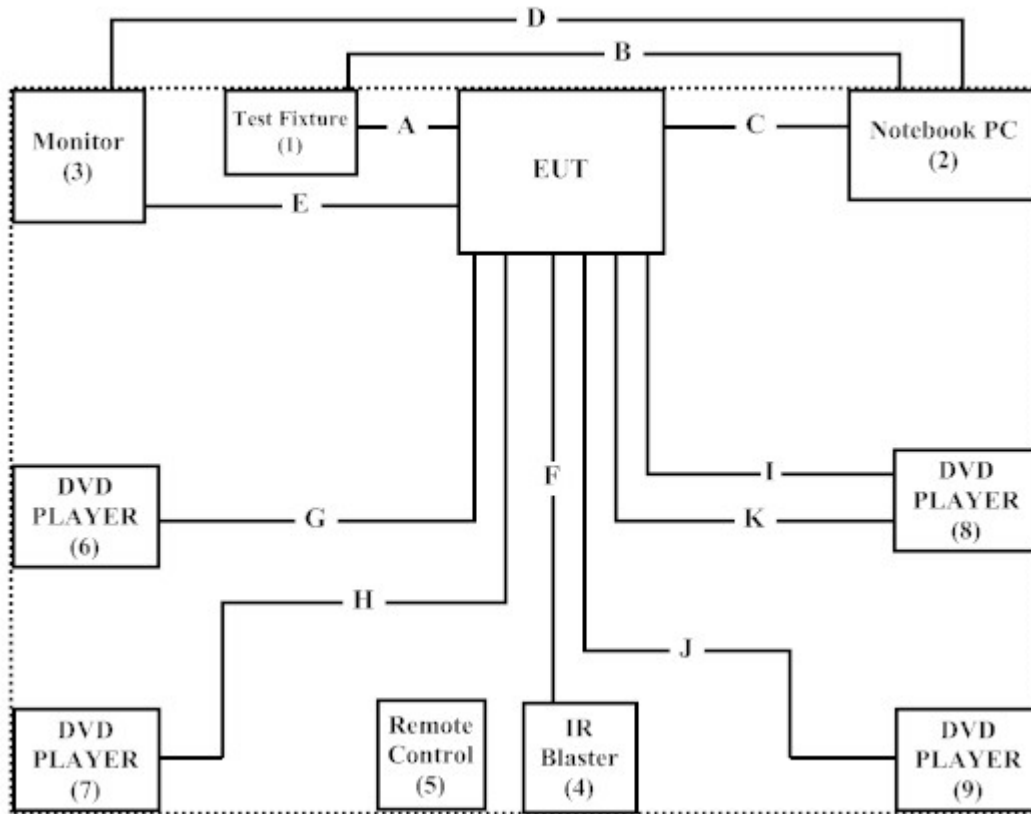 D
B
Monitor
(3)
Test Fixture
(1)
A
EUT
C
Notebook PC
(2)
E
DVD
PLAYER
(6)
G
F
I
K
DVD
PLAYER
(8)
H
J
DVD
PLAYER
(7)
Remote
Control
(5)
IR
Blaster
(4)
DVD
PLAYER
(9)